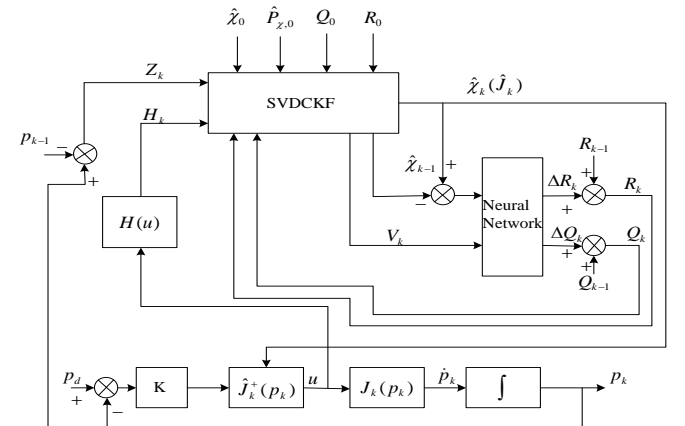 χ̂₀ P̂_{χ,0} Q₀ R₀
Z_k
SVDCKF
χ̂_k(Ĵ_k)
H_k
p_{k−1} −
+
χ̂_{k−1} +
−
R_{k−1}
+
ΔR_k
+
R_k
Neural
Network
H(u)
V_k
ΔQ_k
+
Q_k
+
Q_{k−1}
p_d
+
−
K
Ĵ_k^+(p_k)
u
J_k(p_k)
ṗ_k
∫
p_k